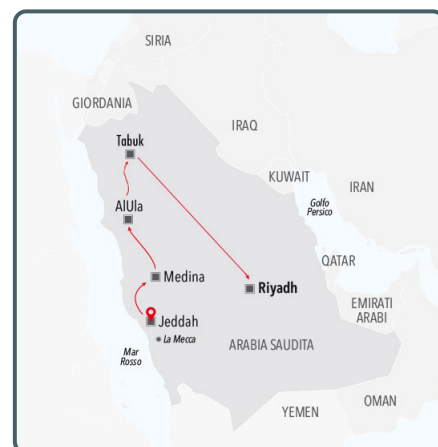 SIRIA
GIORDANIA
IRAQ
Tabuk
KUWAIT
IRAN
Golfo
Persico
AlUla
QATAR
Medina
Riyadh
EMIRATI
ARABI
Jeddah
La Mecca
ARABIA SAUDITA
Mar
Rosso
OMAN
YEMEN